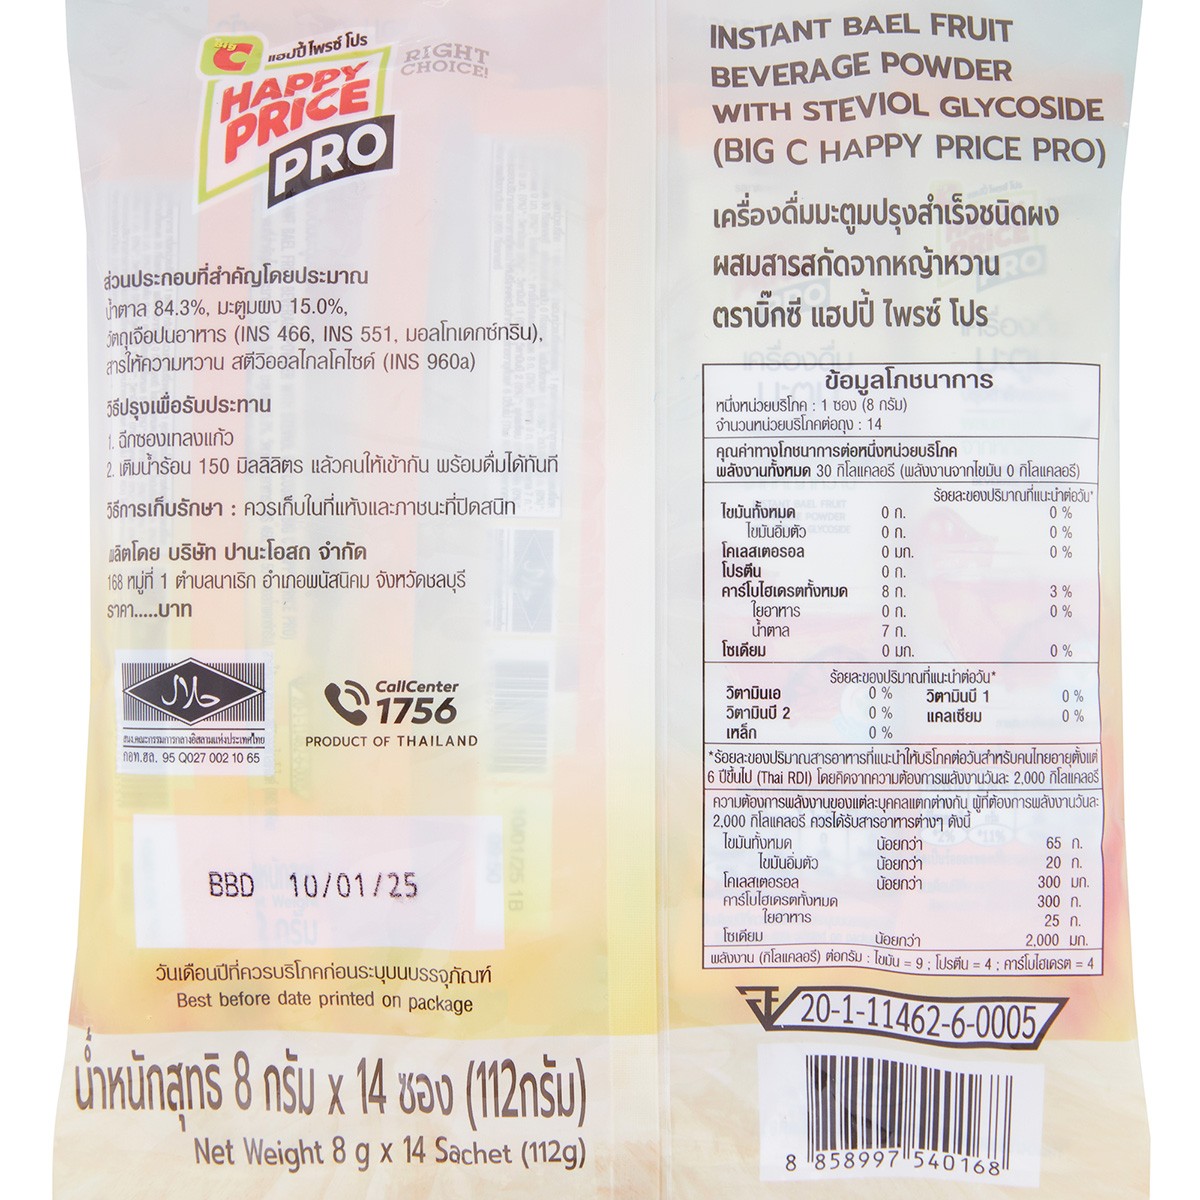 Big C
แฮปปี้ ไพรซ์ โปร
HAPPY
PRICE
PRO
RIGHT
CHOICE!
ส่วนประกอบที่สำคัญโดยประมาณ
น้ำตาล 84.3%, มะตูมผง 15.0%,
วัตถุเจือปนอาหาร (INS 466, INS 551, มอลโทเดกซ์ทริน),
สารให้ความหวาน สตีวิออลไกลโคไซด์ (INS 960a)
วิธีปรุงเพื่อรับประทาน
1. ฉีกซองเทลงแก้ว
2. เติมน้ำร้อน 150 มิลลิลิตร แล้วคนให้เข้ากัน พร้อมดื่มได้ทันที
วิธีการเก็บรักษา : ควรเก็บในที่แห้งและภาชนะที่ปิดสนิท
ผลิตโดย บริษัท ปานะโอสถ จำกัด
168 หมู่ที่ 1 ตำบลนาเริก อำเภอพนัสนิคม จังหวัดชลบุรี
ราคา.....บาท
حلال
สนง.คณะกรรมการกลางอิสลามแห่งประเทศไทย
กอท.ฮล. 95 Q027 002 10 65
CallCenter
1756
PRODUCT OF THAILAND
BBD 10/01/25
วันเดือนปีที่ควรบริโภคก่อนระบุบนบรรจุภัณฑ์
Best before date printed on package
น้ำหนักสุทธิ 8 กรัม x 14 ซอง (112กรัม)
Net Weight 8 g x 14 Sachet (112g)
INSTANT BAEL FRUIT
BEVERAGE POWDER
WITH STEVIOL GLYCOSIDE
(BIG C HAPPY PRICE PRO)
เครื่องดื่มมะตูมปรุงสำเร็จชนิดผง
ผสมสารสกัดจากหญ้าหวาน
ตราบิ๊กซี แฮปปี้ ไพรซ์ โปร
ข้อมูลโภชนาการ
หนึ่งหน่วยบริโภค : 1 ซอง (8 กรัม)
จำนวนหน่วยบริโภคต่อถุง : 14
คุณค่าทางโภชนาการต่อหนึ่งหน่วยบริโภค
พลังงานทั้งหมด 30 กิโลแคลอรี (พลังงานจากไขมัน 0 กิโลแคลอรี)
ร้อยละของปริมาณที่แนะนำต่อวัน*
ไขมันทั้งหมด 0 ก. 0 %
ไขมันอิ่มตัว 0 ก. 0 %
โคเลสเตอรอล 0 มก. 0 %
โปรตีน 0 ก.
คาร์โบไฮเดรตทั้งหมด 8 ก. 3 %
ใยอาหาร 0 ก. 0 %
น้ำตาล 7 ก.
โซเดียม 0 มก. 0 %
ร้อยละของปริมาณที่แนะนำต่อวัน*
วิตามินเอ 0 % วิตามินบี 1 0 %
วิตามินบี 2 0 % แคลเซียม 0 %
เหล็ก 0 %
*ร้อยละของปริมาณสารอาหารที่แนะนำให้บริโภคต่อวันสำหรับคนไทยอายุตั้งแต่
6 ปีขึ้นไป (Thai RDI) โดยคิดจากความต้องการพลังงานวันละ 2,000 กิโลแคลอรี
ความต้องการพลังงานของแต่ละบุคคลแตกต่างกัน ผู้ที่ต้องการพลังงานวันละ
2,000 กิโลแคลอรี ควรได้รับสารอาหารต่างๆ ดังนี้
ไขมันทั้งหมด น้อยกว่า 65 ก.
ไขมันอิ่มตัว น้อยกว่า 20 ก.
โคเลสเตอรอล น้อยกว่า 300 มก.
คาร์โบไฮเดรตทั้งหมด 300 ก.
ใยอาหาร 25 ก.
โซเดียม น้อยกว่า 2,000 มก.
พลังงาน (กิโลแคลอรี) ต่อกรัม : ไขมัน = 9 ; โปรตีน = 4 ; คาร์โบไฮเดรต = 4
20-1-11462-6-0005
8 858997 540168